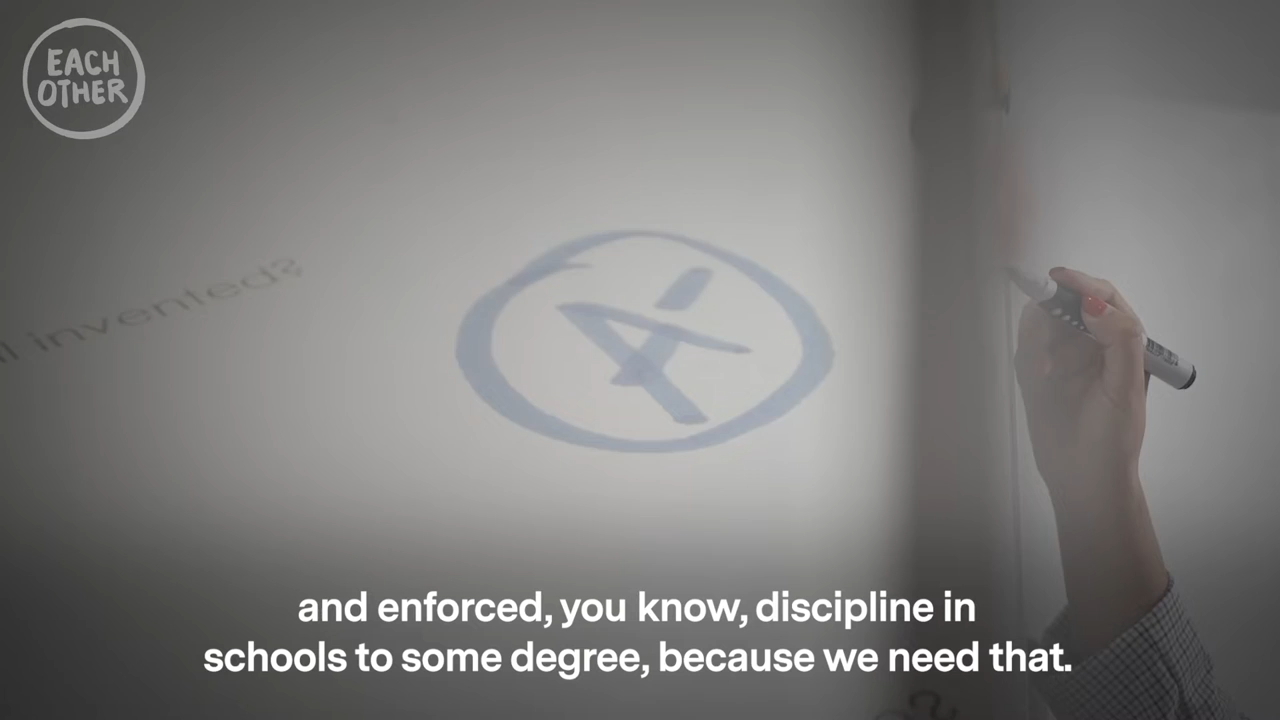 EACH
OTHER
invented?
A
and enforced, you know, discipline in
schools to some degree, because we need that.